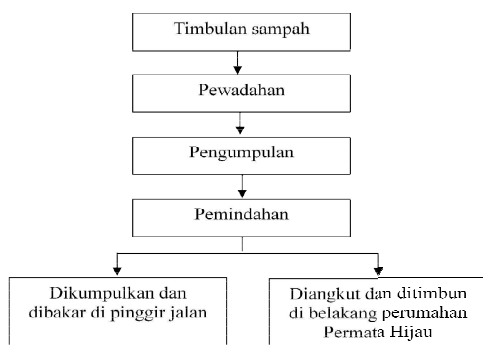 Timbulan sampah
Pewadahan
Pengumpulan
Pemindahan
Dikumpulkan dan
dibakar di pinggir jalan
Diangkut dan ditimbun
di belakang perumahan
Permata Hijau